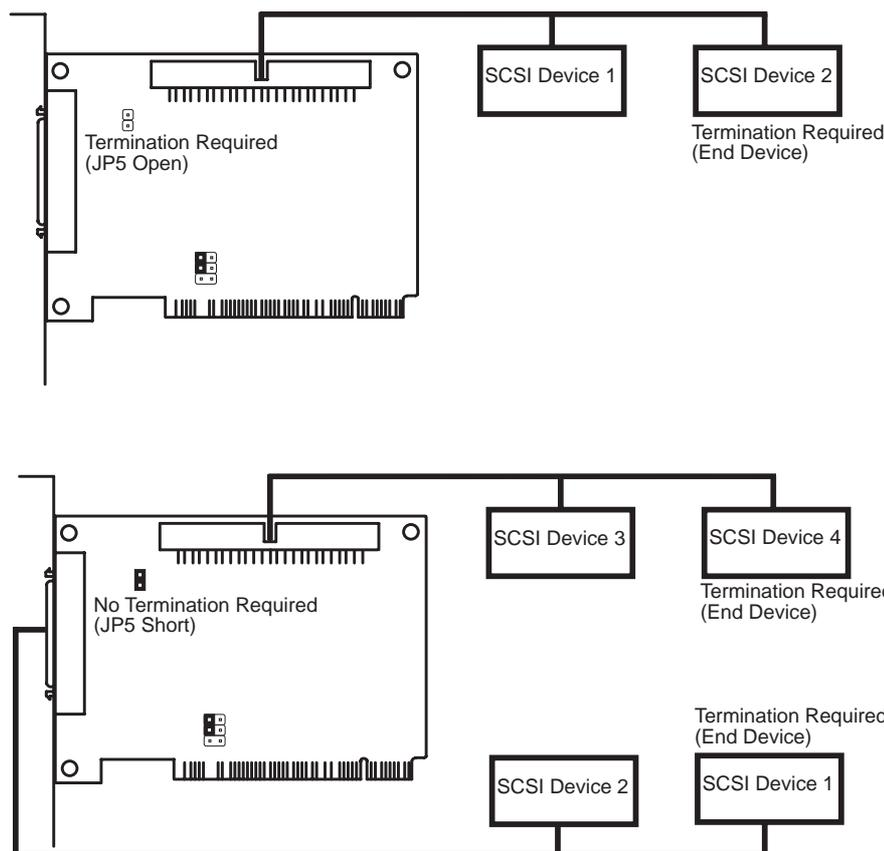 SCSI Device 1
SCSI Device 2
Termination Required
(End Device)
Termination Required
(JP5 Open)
SCSI Device 3
SCSI Device 4
Termination Required
(End Device)
No Termination Required
(JP5 Short)
Termination Required
(End Device)
SCSI Device 2
SCSI Device 1